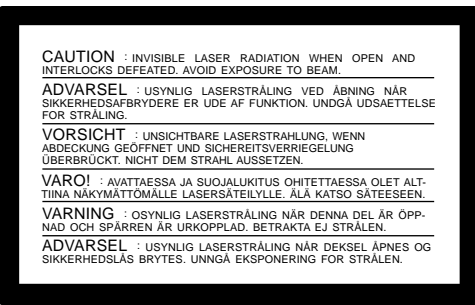 CAUTION : INVISIBLE LASER RADIATION WHEN OPEN AND
INTERLOCKS DEFEATED. AVOID EXPOSURE TO BEAM.
ADVARSEL : USYNLIG LASERSTRÅLING VED ÅBNING NÅR
SIKKERHEDSAFBRYDERE ER UDE AF FUNKTION. UNDGÅ UDSAETTELSE
FOR STRÅLING.
VORSICHT : UNSICHTBARE LASERSTRAHLUNG, WENN
ABDECKUNG GEÖFFNET UND SICHEREITSVERRIEGELUNG
ÜBERBRÜCKT. NICHT DEM STRAHL AUSSETZEN.
VARO! : AVATTAESSA JA SUOJALUKITUS OHITETTAESSA OLET ALT-
TIINA NÄKYMÄTTÖMÄLLE LASERSÄTEILYLLE. ÄLÄ KATSO SÄTEESEEN.
VARNING : OSYNLIG LASERSTRÅLNING NÄR DENNA DEL ÄR ÖPP-
NAD OCH SPÄRREN ÄR URKOPPLAD. BETRAKTA EJ STRÅLEN.
ADVARSEL : USYNLIG LASERSTRÅLING NÅR DEKSEL ÅPNES OG
SIKKERHEDSLÅS BRYTES. UNNGÅ EKSPONERING FOR STRÅLEN.